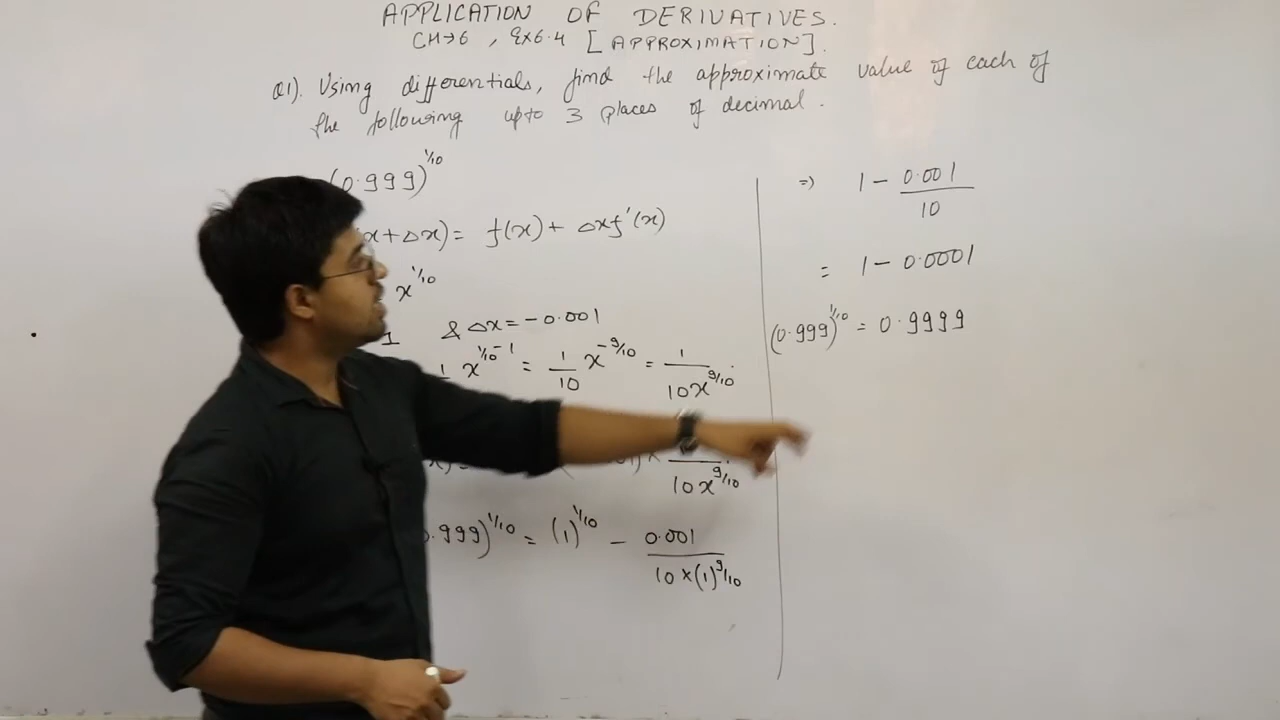 APPLICATION OF DERIVATIVES.
CH→6, Ex6.4 [APPROXIMATION].
Q1). Using differentials, find the approximate value of each of
the following upto 3 places of decimal.
(0.999)^1/10
x+Δx) = f(x) + Δx f'(x)
x^1/10
1 & Δx = -0.001
x^1/10-1 = 1/10 x^-9/10 = 1/10x^9/10
10x^9/10
.999)^1/10 = (1)^1/10 - 0.001/10×(1)^9/10
⇒ 1 - 0.001/10
= 1 - 0.0001
(0.999)^1/10 = 0.9999